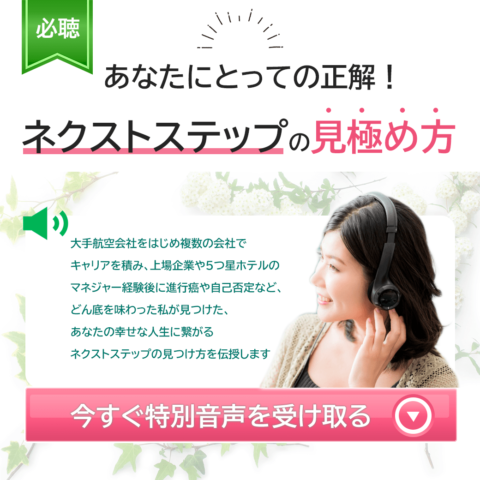 必聴
あなたにとっての正解！
ネクストステップの見極め方
大手航空会社をはじめ複数の会社で
キャリアを積み、上場企業や5つ星ホテルの
マネジャー経験後に進行癌や自己否定など、
どん底を味わった私が見つけた、
あなたの幸せな人生に繋がる
ネクストステップの見つけ方を伝授します
今すぐ特別音声を受け取る